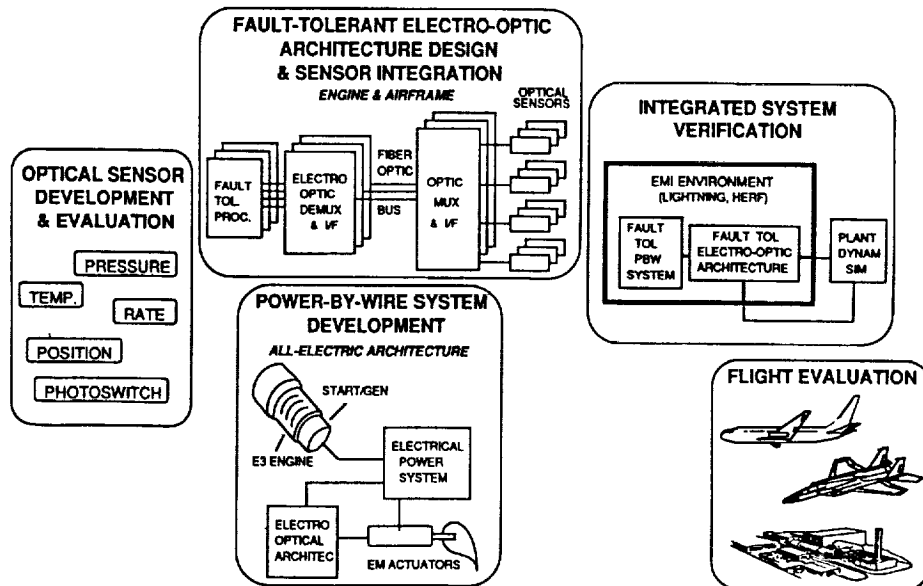 FAULT-TOLERANT ELECTRO-OPTIC
ARCHITECTURE DESIGN
& SENSOR INTEGRATION
ENGINE & AIRFRAME
OPTICAL
SENSORS
FAULT
TOL.
PROC.
ELECTRO
OPTIC
DEMUX
& I/F
FIBER
OPTIC
BUS
OPTIC
MUX
& I/F
OPTICAL SENSOR
DEVELOPMENT
& EVALUATION
PRESSURE
TEMP.
RATE
POSITION
PHOTOSWITCH
INTEGRATED SYSTEM
VERIFICATION
EMI ENVIRONMENT
(LIGHTNING, HERF)
FAULT
TOL
PBW
SYSTEM
FAULT TOL
ELECTRO-OPTIC
ARCHITECTURE
PLANT
DYNAM
SIM
POWER-BY-WIRE SYSTEM
DEVELOPMENT
ALL-ELECTRIC ARCHITECTURE
START/GEN
E3 ENGINE
ELECTRICAL
POWER
SYSTEM
ELECTRO
OPTICAL
ARCHITEC
EM ACTUATORS
FLIGHT EVALUATION